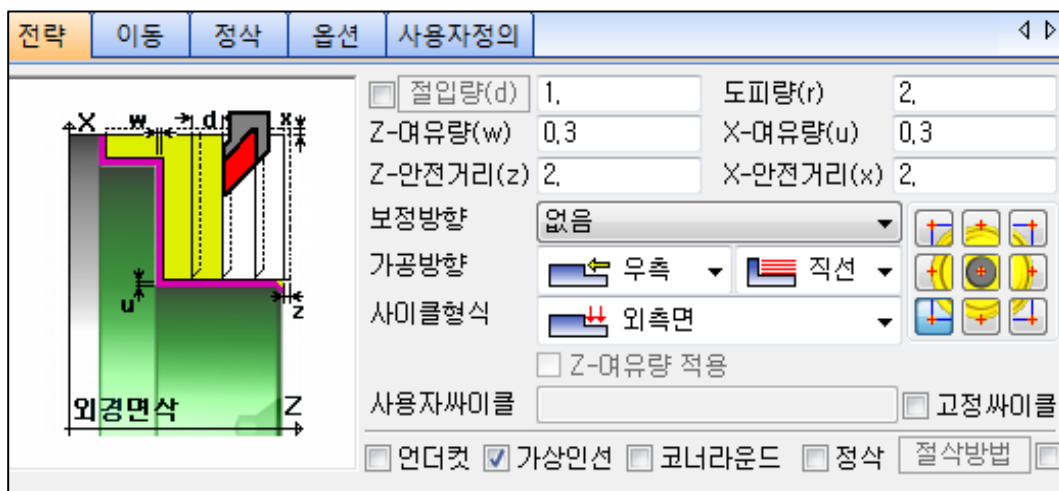 전략 이동 정삭 옵션 사용자정의
절입량(d) 1, 도피량(r) 2,
Z-여유량(w) 0,3 X-여유량(u) 0,3
Z-안전거리(z) 2, X-안전거리(x) 2,
보정방향 없음
가공방향 우측 직선
사이클형식 외측면
Z-여유량 적용
사용자싸이클 고정싸이클
언더컷 가상인선 코너라운드 정삭 절삭방법
X w d x
u z
외경면삭 Z